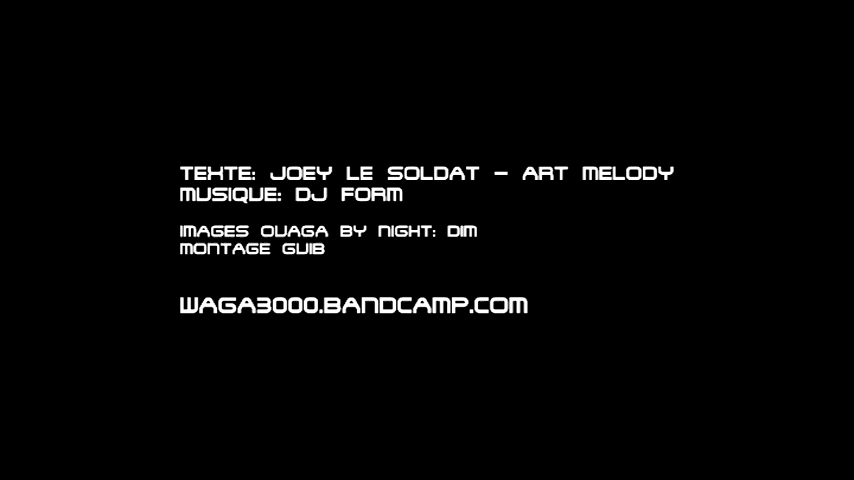 TEXTE: JOEY LE SOLDAT - ART MELODY
MUSIQUE: DJ FORM
IMAGES OUAGA BY NIGHT: DIM
MONTAGE GUIB
WAGA3000.BANDCAMP.COM